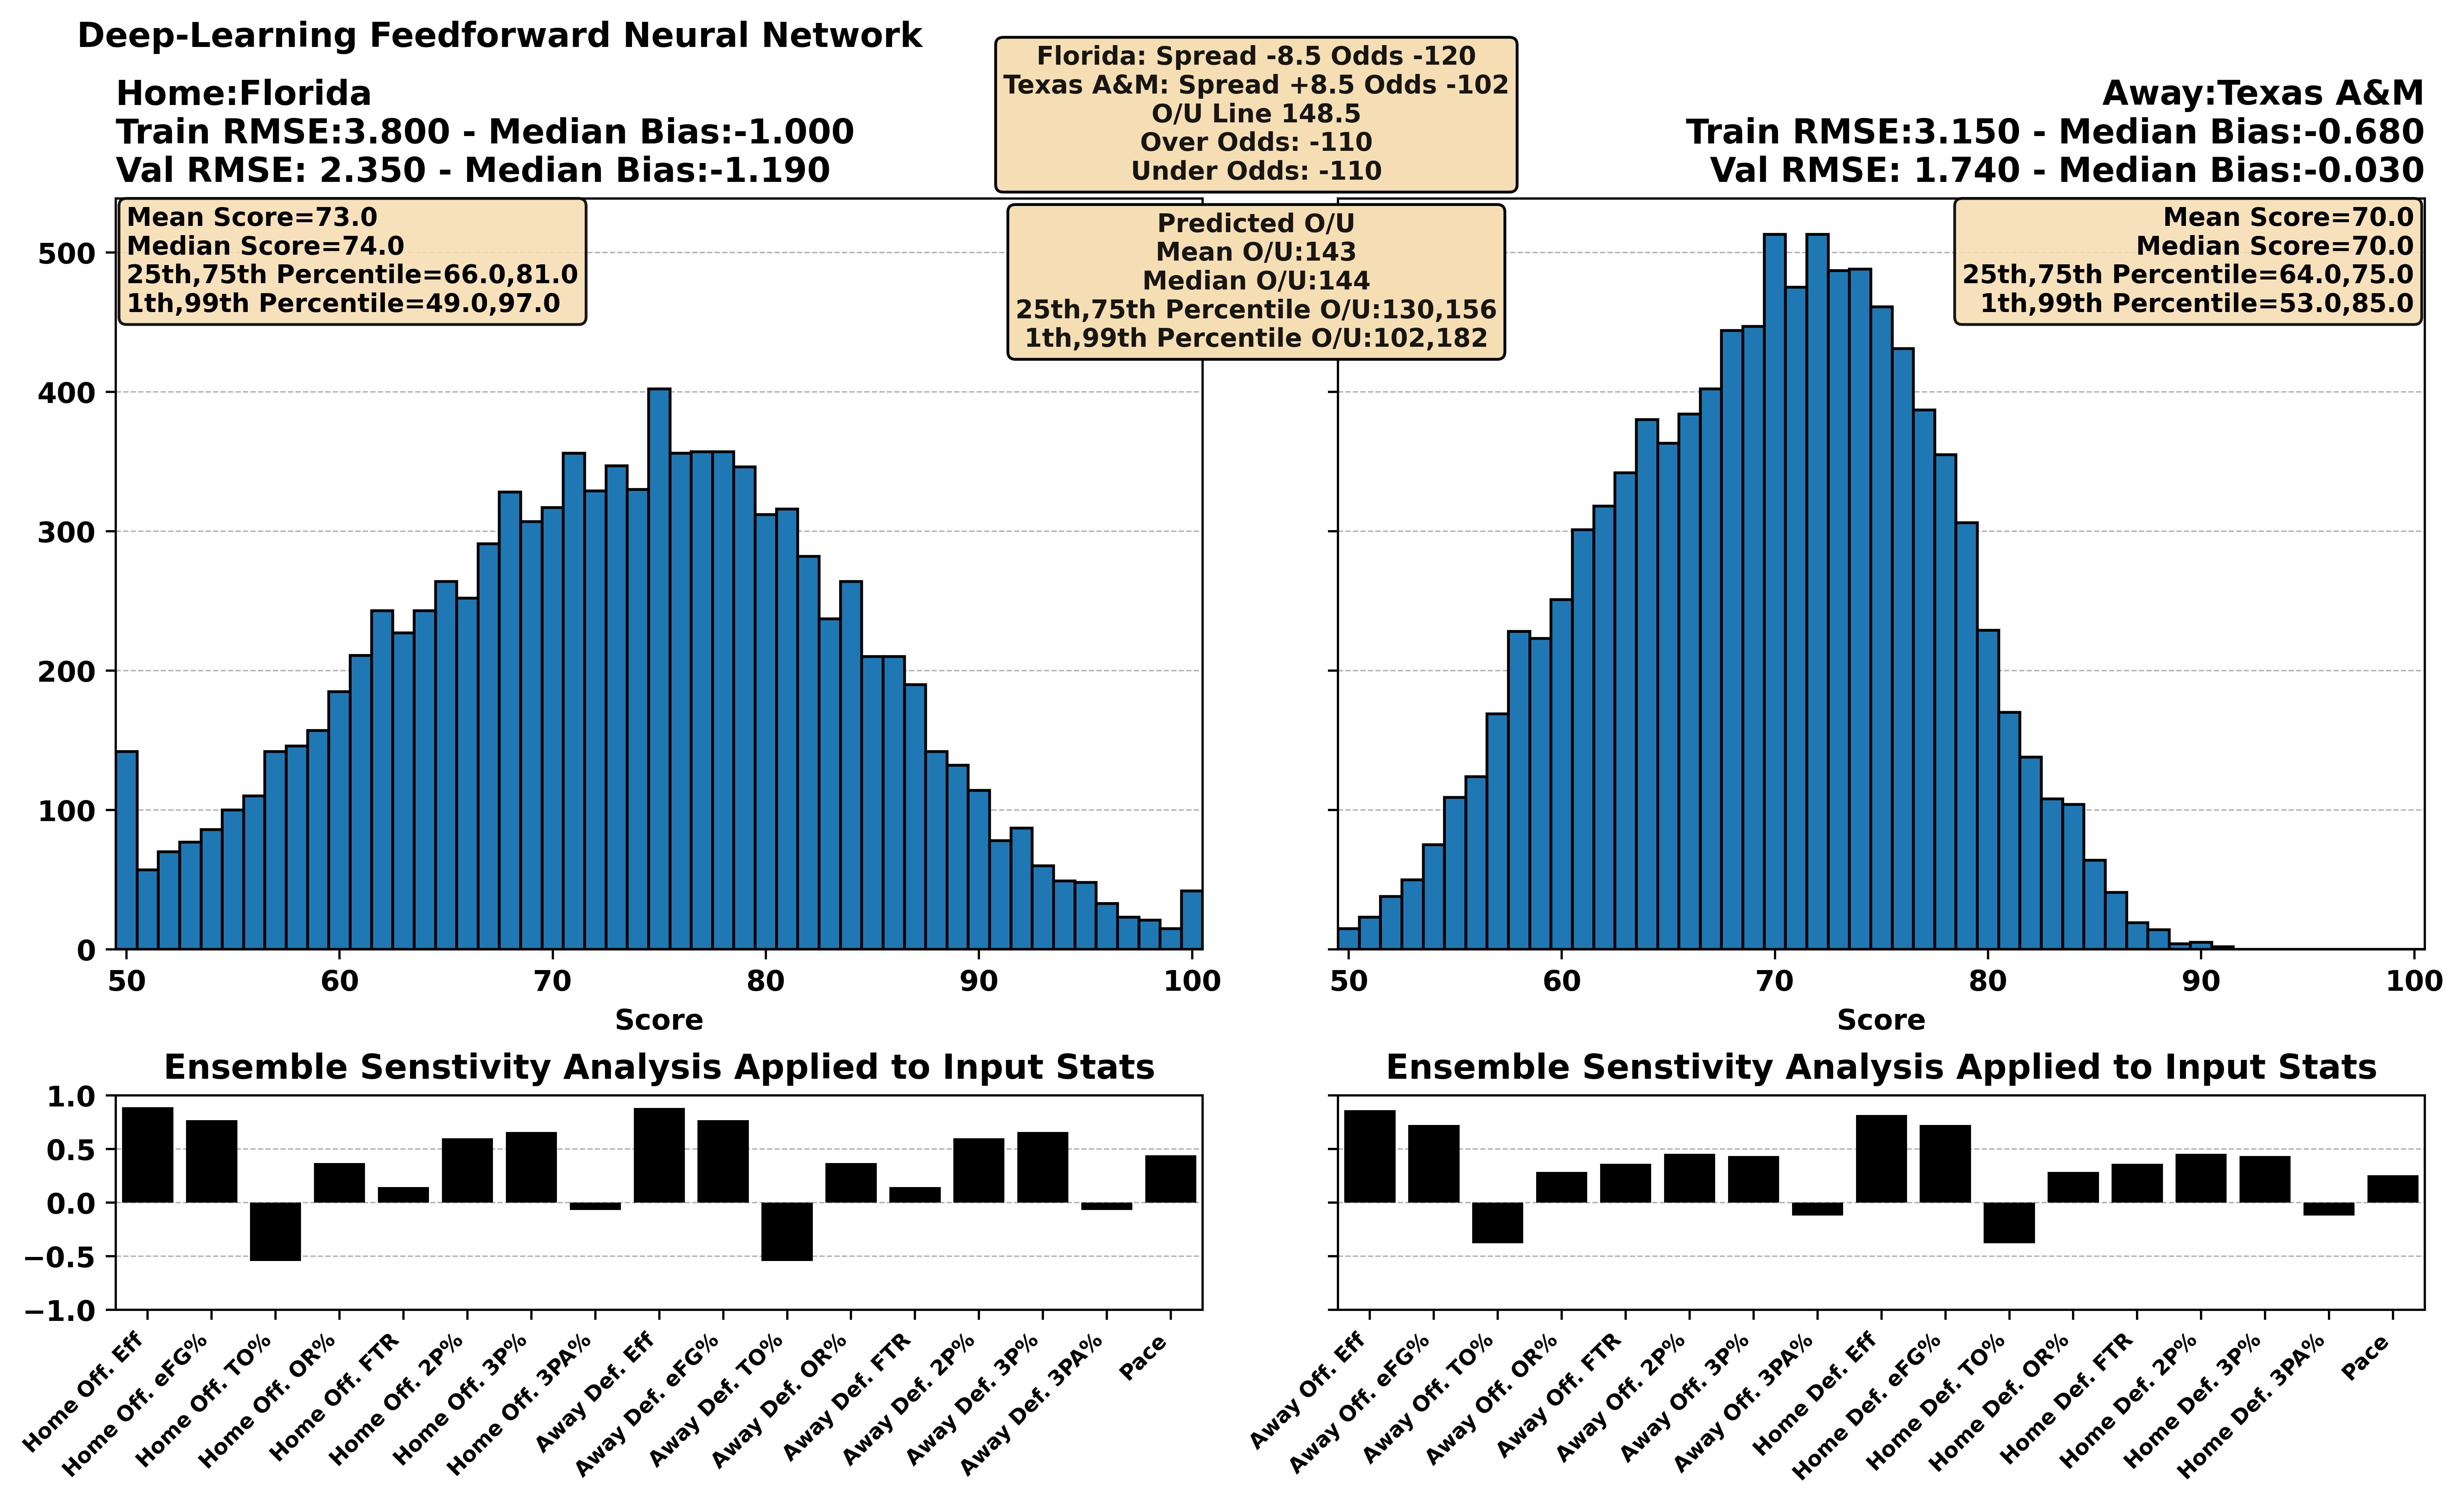 Deep-Learning Feedforward Neural Network
Home:Florida
Train RMSE:3.800 - Median Bias:-1.000
Val RMSE: 2.350 - Median Bias:-1.190
Florida: Spread -8.5 Odds -120
Texas A&M: Spread +8.5 Odds -102
O/U Line 148.5
Over Odds: -110
Under Odds: -110
Away:Texas A&M
Train RMSE:3.150 - Median Bias:-0.680
Val RMSE: 1.740 - Median Bias:-0.030
Mean Score=73.0
Median Score=74.0
25th,75th Percentile=66.0,81.0
1th,99th Percentile=49.0,97.0
Predicted O/U
Mean O/U:143
Median O/U:144
25th,75th Percentile O/U:130,156
1th,99th Percentile O/U:102,182
Mean Score=70.0
Median Score=70.0
25th,75th Percentile=64.0,75.0
1th,99th Percentile=53.0,85.0
500
400
300
200
100
0
50 60 70 80 90 100
Score
50 60 70 80 90 100
Score
Ensemble Senstivity Analysis Applied to Input Stats
1.0
0.5
0.0
−0.5
−1.0
Home Off. Eff
Home Off. eFG%
Home Off. TO%
Home Off. OR%
Home Off. FTR
Home Off. 2P%
Home Off. 3P%
Home Off. 3PA%
Away Def. Eff
Away Def. eFG%
Away Def. TO%
Away Def. OR%
Away Def. FTR
Away Def. 2P%
Away Def. 3P%
Away Def. 3PA%
Pace
Ensemble Senstivity Analysis Applied to Input Stats
Away Off. Eff
Away Off. eFG%
Away Off. TO%
Away Off. OR%
Away Off. FTR
Away Off. 2P%
Away Off. 3P%
Away Off. 3PA%
Home Def. Eff
Home Def. eFG%
Home Def. TO%
Home Def. OR%
Home Def. FTR
Home Def. 2P%
Home Def. 3P%
Home Def. 3PA%
Pace